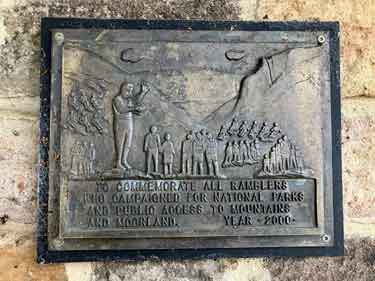 TO COMMEMORATE ALL RAMBLERS
WHO CAMPAIGNED FOR NATIONAL PARKS
AND PUBLIC ACCESS TO MOUNTAINS
AND MOORLAND. YEAR -2000-